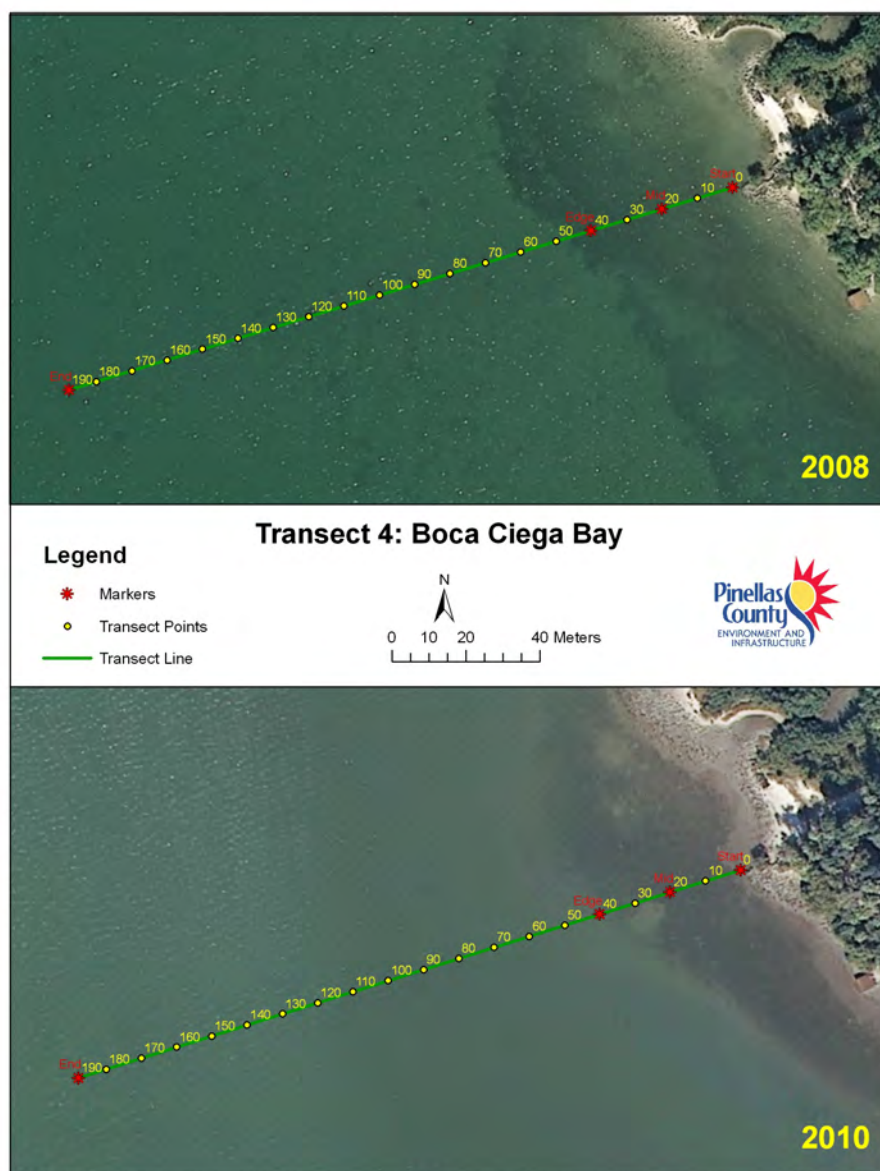 Start 0
10
Mid 20
30
Edge 40
50
60
70
80
90
100
110
120
130
140
150
160
170
180
End 190
2008
Transect 4: Boca Ciega Bay
Legend
Markers
Transect Points
Transect Line
N
0 10 20 40 Meters
Pinellas
County
ENVIRONMENT AND
INFRASTRUCTURE
Start 0
10
Mid 20
30
Edge 40
50
60
70
80
90
100
110
120
130
140
150
160
170
180
End 190
2010